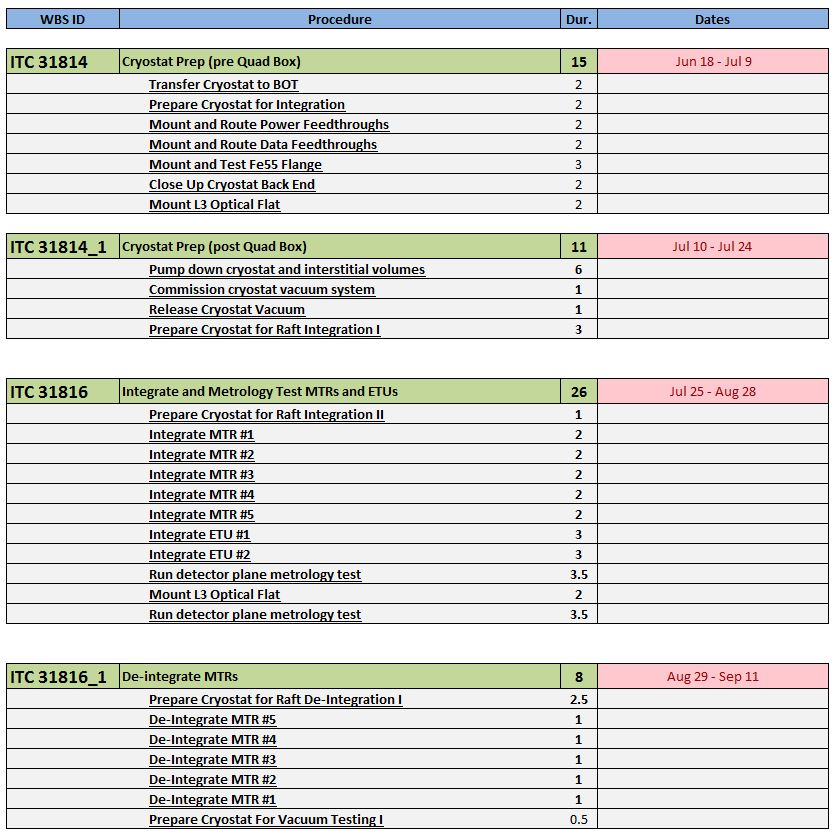 WBS ID Procedure Dur. Dates
ITC 31814 Cryostat Prep (pre Quad Box) 15 Jun 18 - Jul 9
Transfer Cryostat to BOT 2
Prepare Cryostat for Integration 2
Mount and Route Power Feedthroughs 2
Mount and Route Data Feedthroughs 2
Mount and Test Fe55 Flange 3
Close Up Cryostat Back End 2
Mount L3 Optical Flat 2
ITC 31814_1 Cryostat Prep (post Quad Box) 11 Jul 10 - Jul 24
Pump down cryostat and interstitial volumes 6
Commission cryostat vacuum system 1
Release Cryostat Vacuum 1
Prepare Cryostat for Raft Integration I 3
ITC 31816 Integrate and Metrology Test MTRs and ETUs 26 Jul 25 - Aug 28
Prepare Cryostat for Raft Integration II 1
Integrate MTR #1 2
Integrate MTR #2 2
Integrate MTR #3 2
Integrate MTR #4 2
Integrate MTR #5 2
Integrate ETU #1 3
Integrate ETU #2 3
Run detector plane metrology test 3.5
Mount L3 Optical Flat 2
Run detector plane metrology test 3.5
ITC 31816_1 De-integrate MTRs 8 Aug 29 - Sep 11
Prepare Cryostat for Raft De-Integration I 2.5
De-Integrate MTR #5 1
De-Integrate MTR #4 1
De-Integrate MTR #3 1
De-Integrate MTR #2 1
De-Integrate MTR #1 1
Prepare Cryostat For Vacuum Testing I 0.5